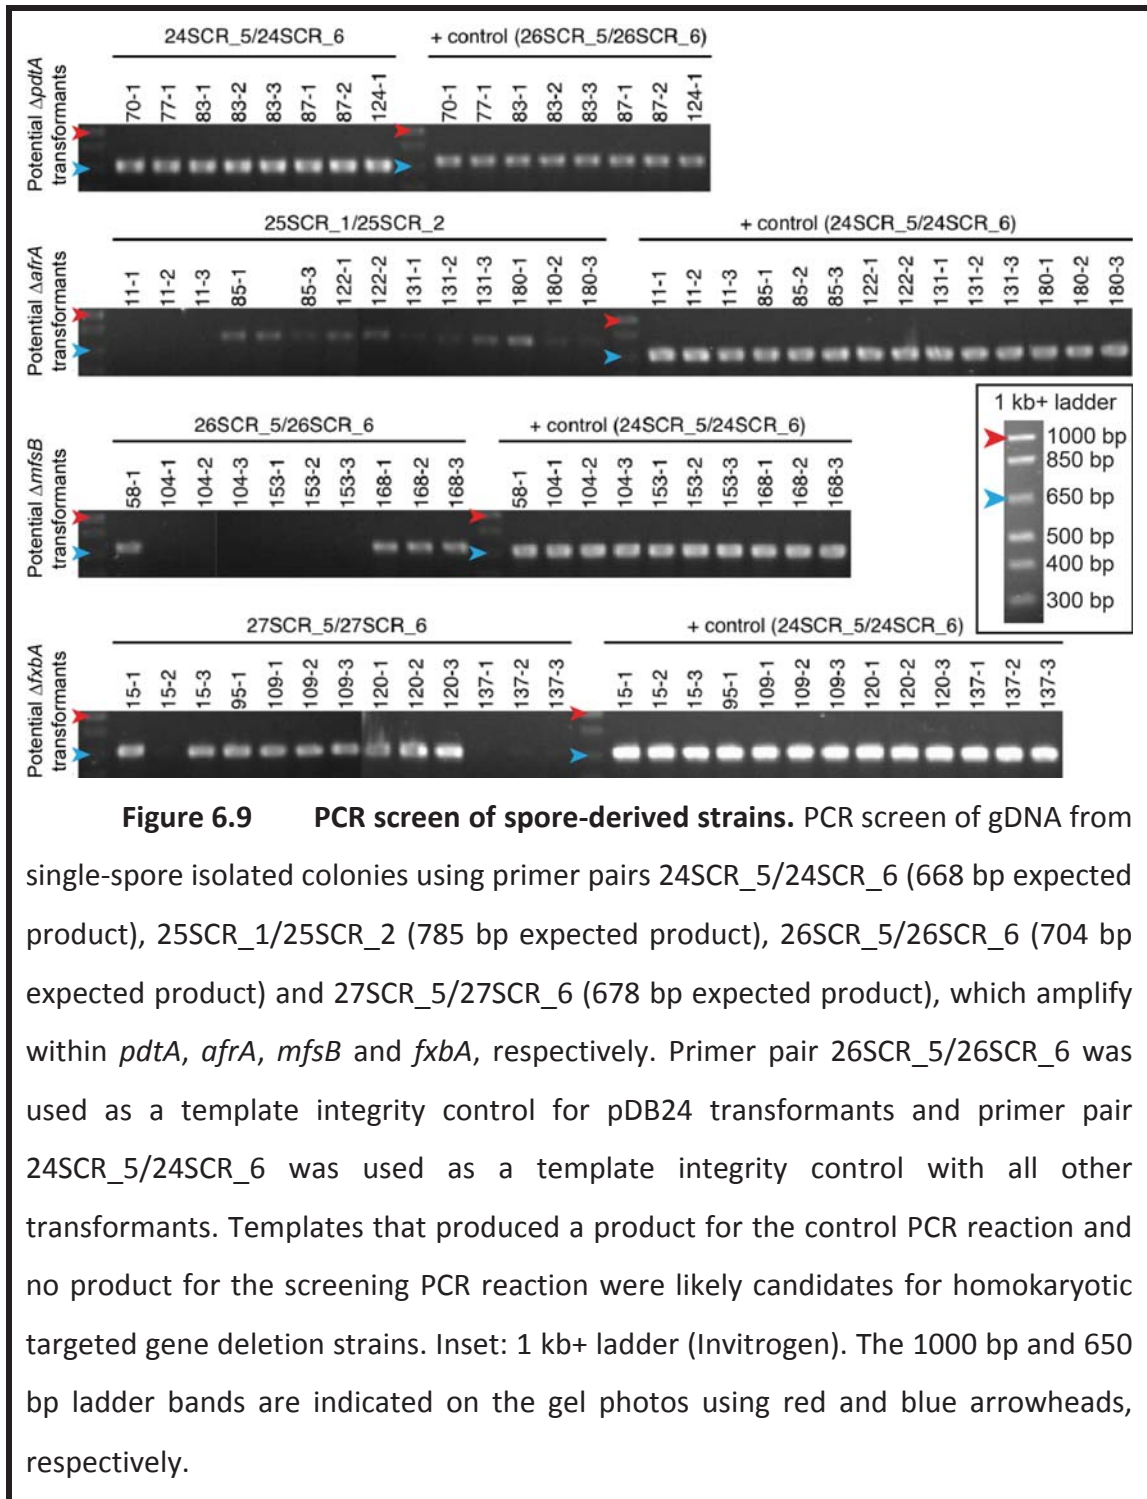 24SCR_5/24SCR_6
+ control (26SCR_5/26SCR_6)
Potential ΔpdtA transformants
70-1 77-1 83-1 83-2 83-3 87-1 87-2 124-1
70-1 77-1 83-1 83-2 83-3 87-1 87-2 124-1
25SCR_1/25SCR_2
+ control (24SCR_5/24SCR_6)
Potential ΔafrA transformants
11-1 11-2 11-3 85-1 85-3 122-1 122-2 131-1 131-2 131-3 180-1 180-2 180-3
11-1 11-2 11-3 85-1 85-2 85-3 122-1 122-2 131-1 131-2 131-3 180-1 180-2 180-3
26SCR_5/26SCR_6
+ control (24SCR_5/24SCR_6)
Potential ΔmfsB transformants
58-1 104-1 104-2 104-3 153-1 153-2 153-3 168-1 168-2 168-3
58-1 104-1 104-2 104-3 153-1 153-2 153-3 168-1 168-2 168-3
1 kb+ ladder
1000 bp
850 bp
650 bp
500 bp
400 bp
300 bp
27SCR_5/27SCR_6
+ control (24SCR_5/24SCR_6)
Potential ΔfxbA transformants
15-1 15-2 15-3 95-1 109-1 109-2 109-3 120-1 120-2 120-3 137-1 137-2 137-3
15-1 15-2 15-3 95-1 109-1 109-2 109-3 120-1 120-2 120-3 137-1 137-2 137-3
Figure 6.9 PCR screen of spore-derived strains. PCR screen of gDNA from
single-spore isolated colonies using primer pairs 24SCR_5/24SCR_6 (668 bp expected
product), 25SCR_1/25SCR_2 (785 bp expected product), 26SCR_5/26SCR_6 (704 bp
expected product) and 27SCR_5/27SCR_6 (678 bp expected product), which amplify
within pdtA, afrA, mfsB and fxbA, respectively. Primer pair 26SCR_5/26SCR_6 was
used as a template integrity control for pDB24 transformants and primer pair
24SCR_5/24SCR_6 was used as a template integrity control with all other
transformants. Templates that produced a product for the control PCR reaction and
no product for the screening PCR reaction were likely candidates for homokaryotic
targeted gene deletion strains. Inset: 1 kb+ ladder (Invitrogen). The 1000 bp and 650
bp ladder bands are indicated on the gel photos using red and blue arrowheads,
respectively.